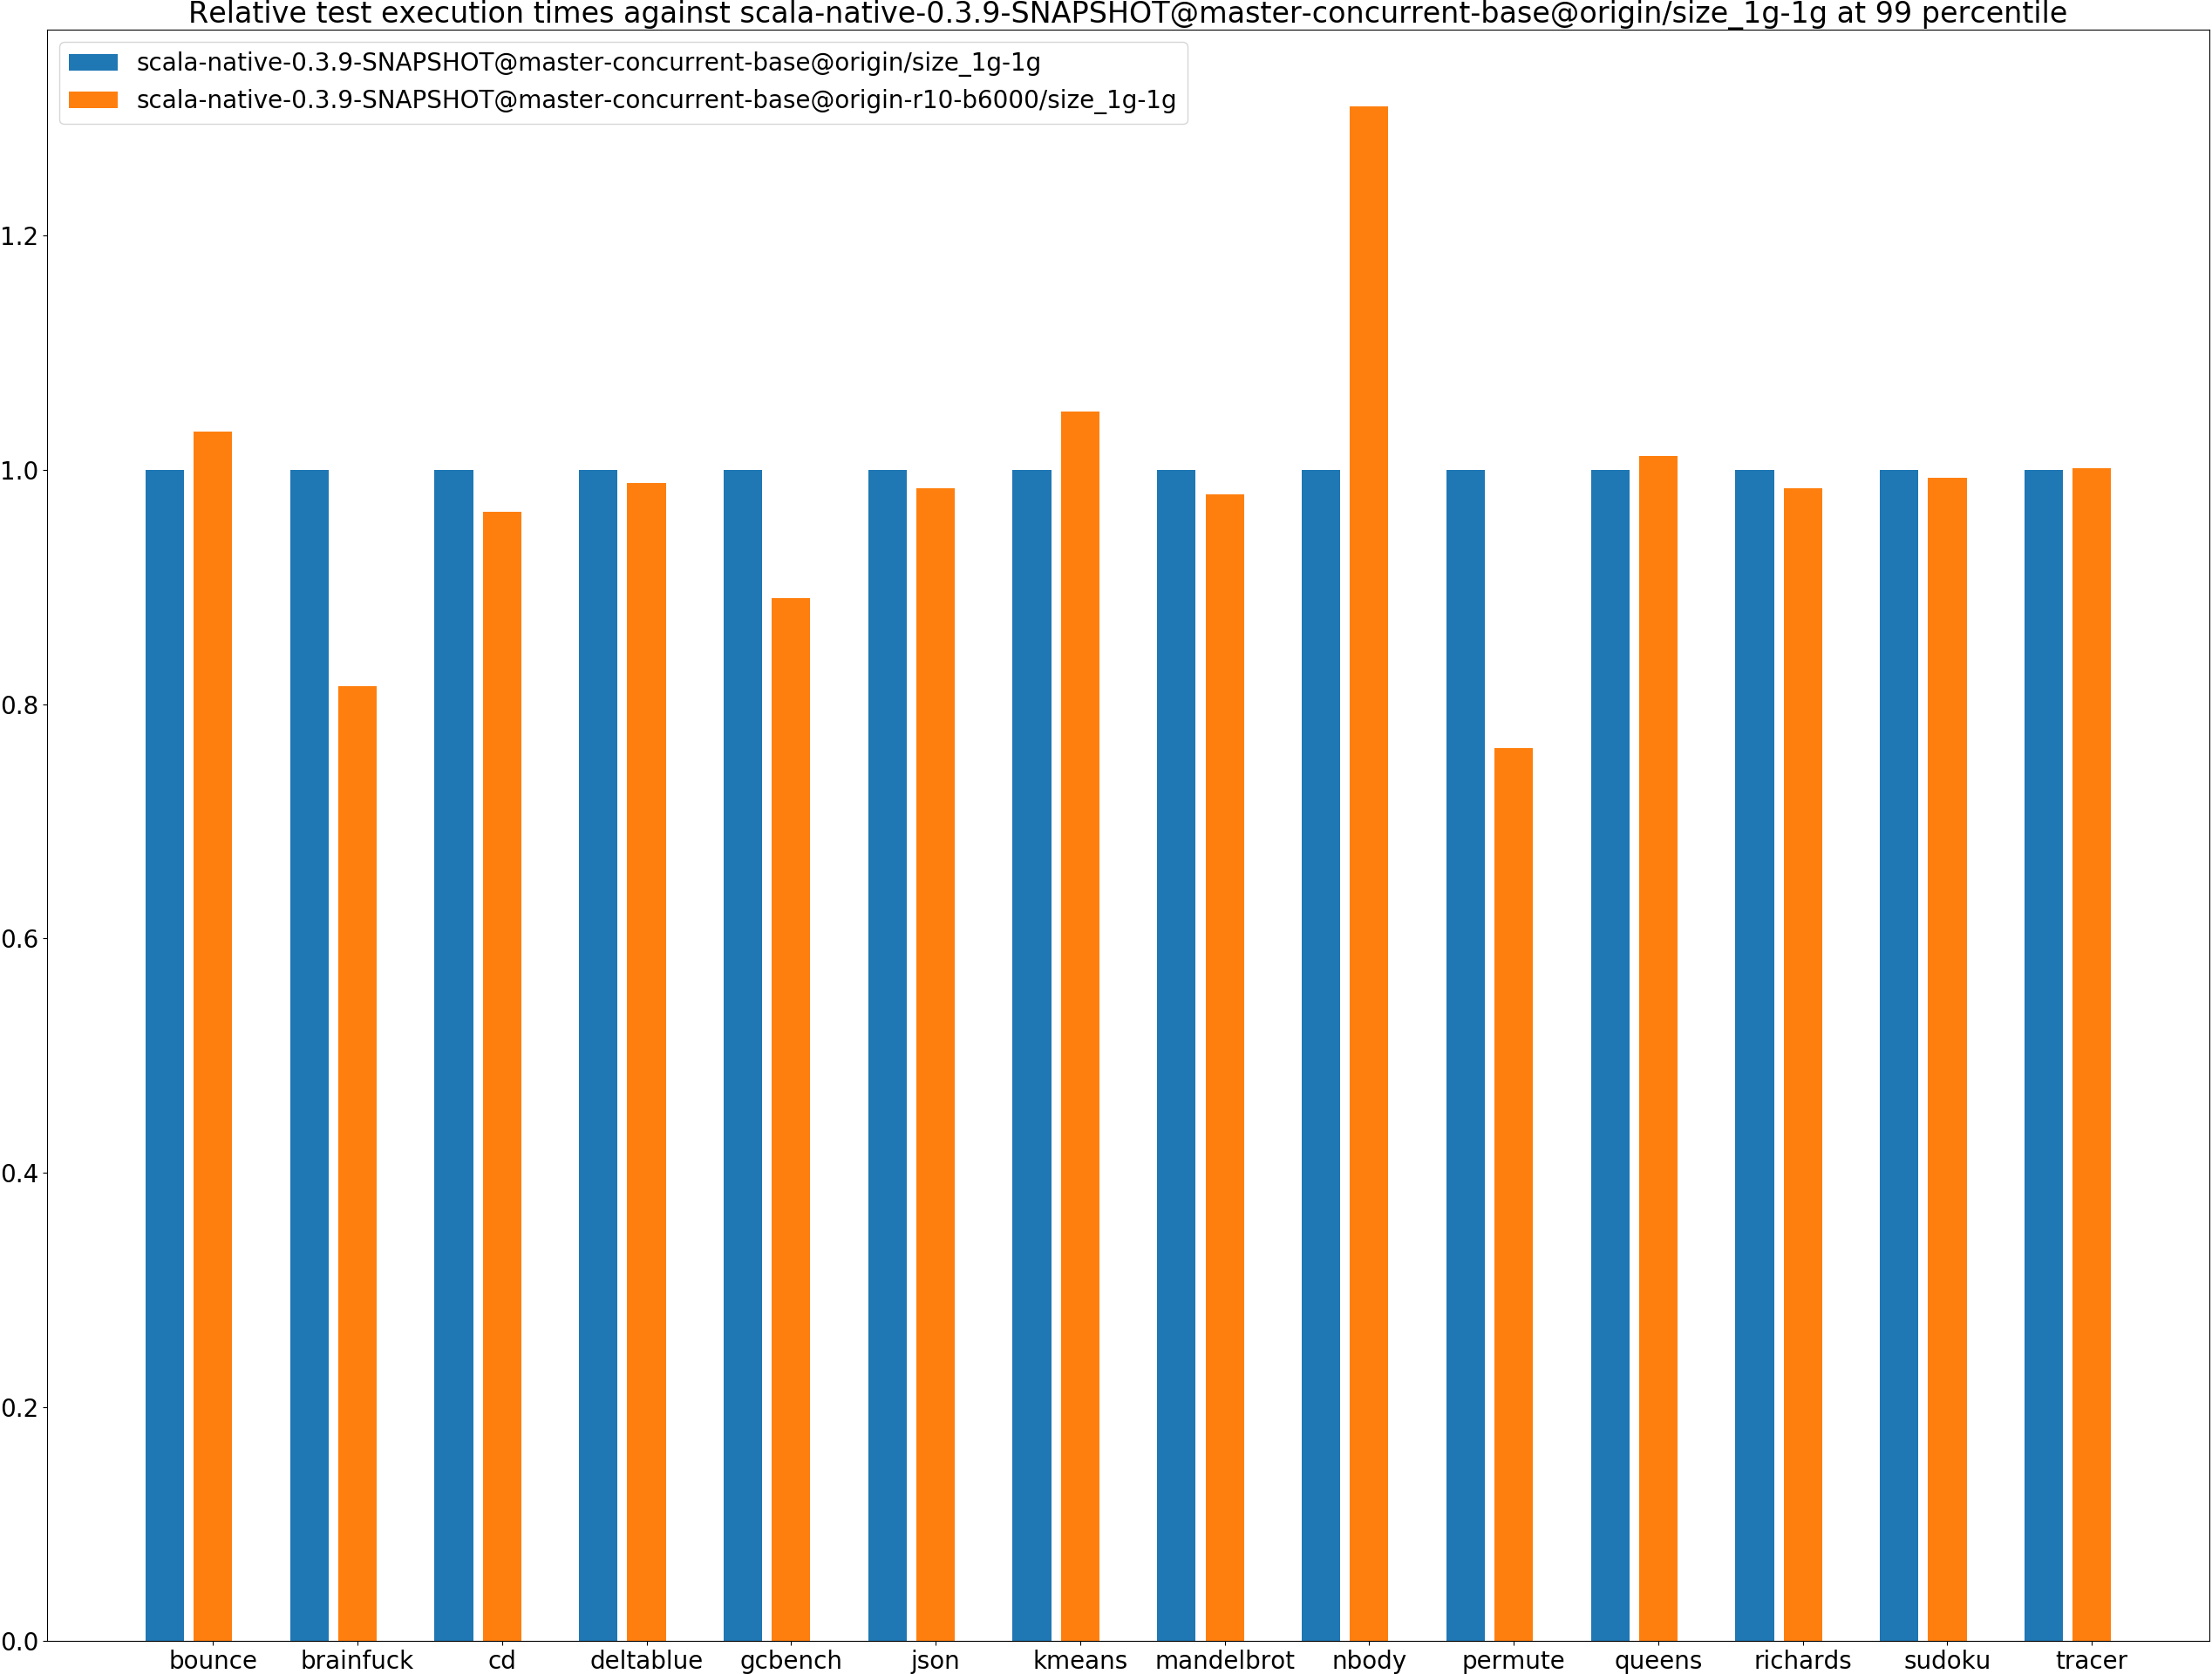 Relative test execution times against scala-native-0.3.9-SNAPSHOT@master-concurrent-base@origin/size_1g-1g at 99 percentile
scala-native-0.3.9-SNAPSHOT@master-concurrent-base@origin/size_1g-1g
scala-native-0.3.9-SNAPSHOT@master-concurrent-base@origin-r10-b6000/size_1g-1g
1.2
1.0
0.8
0.6
0.4
0.2
0.0
bounce brainfuck cd deltablue gcbench json kmeans mandelbrot nbody permute queens richards sudoku tracer